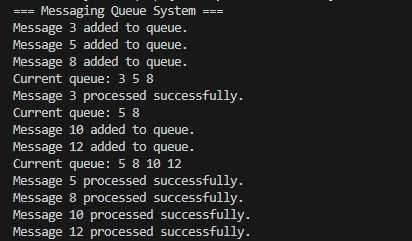 === Messaging Queue System ===
Message 3 added to queue.
Message 5 added to queue.
Message 8 added to queue.
Current queue: 3 5 8
Message 3 processed successfully.
Current queue: 5 8
Message 10 added to queue.
Message 12 added to queue.
Current queue: 5 8 10 12
Message 5 processed successfully.
Message 8 processed successfully.
Message 10 processed successfully.
Message 12 processed successfully.